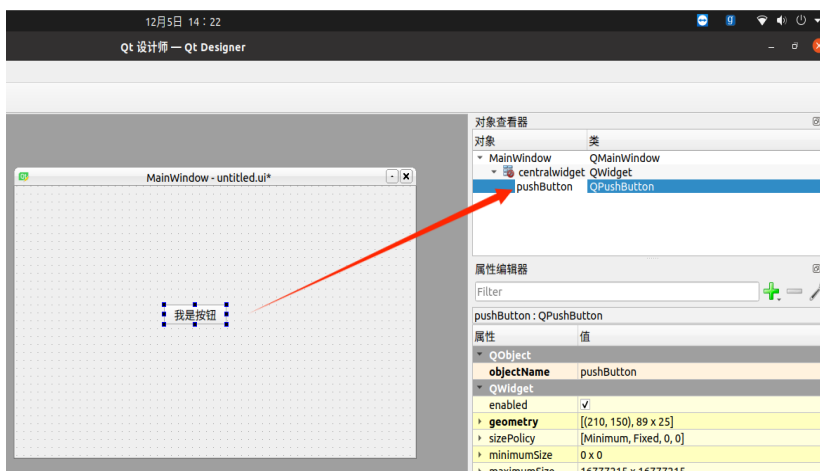 12月5日 14：22
Qt 设计师 — Qt Designer
对象查看器
对象 类
MainWindow QMainWindow
centralwidget QWidget
pushButton QPushButton
MainWindow - untitled.ui*
我是按钮
属性编辑器
Filter
pushButton : QPushButton
属性 值
QObject
objectName pushButton
QWidget
enabled
geometry [(210, 150), 89 x 25]
sizePolicy [Minimum, Fixed, 0, 0]
minimumSize 0 x 0
maximumSize 16777215 x 16777215